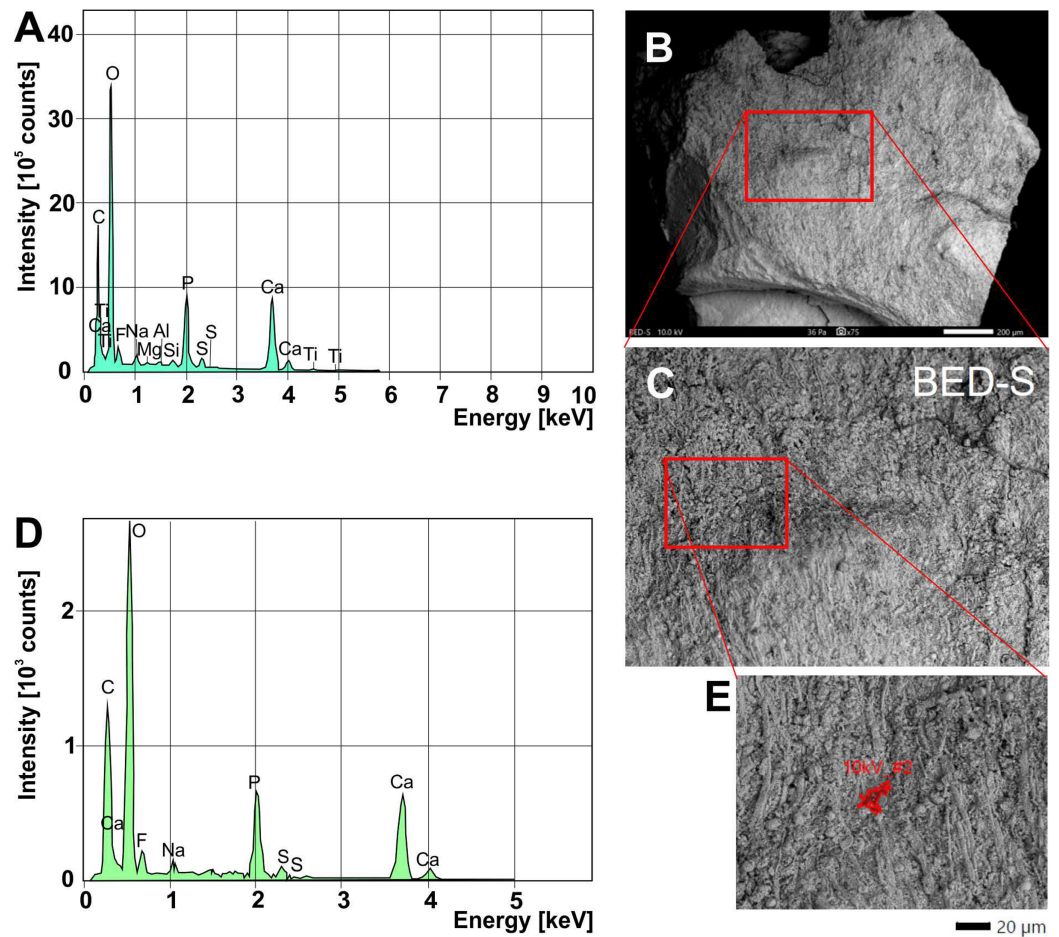 A
Intensity [10⁵ counts]
40
30
20
10
0
O
C
Ti
Ca
Ti
F
Na
Mg
Al
Si
P
S
S
Ca
Ca
Ti
Ti
0 1 2 3 4 5 6 7 8 9 10
Energy [keV]
B
BED-S 10.0 kV 36 Pa x75 200 µm
C
BED-S
D
Intensity [10³ counts]
2
1
0
O
C
Ca
F
Na
P
S
S
Ca
Ca
0 1 2 3 4 5
Energy [keV]
E
10kV_#2
20 µm